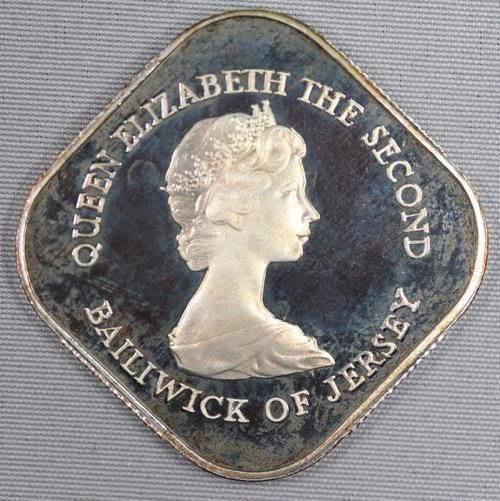 QUEEN ELIZABETH THE SECOND
BAILIWICK OF JERSEY